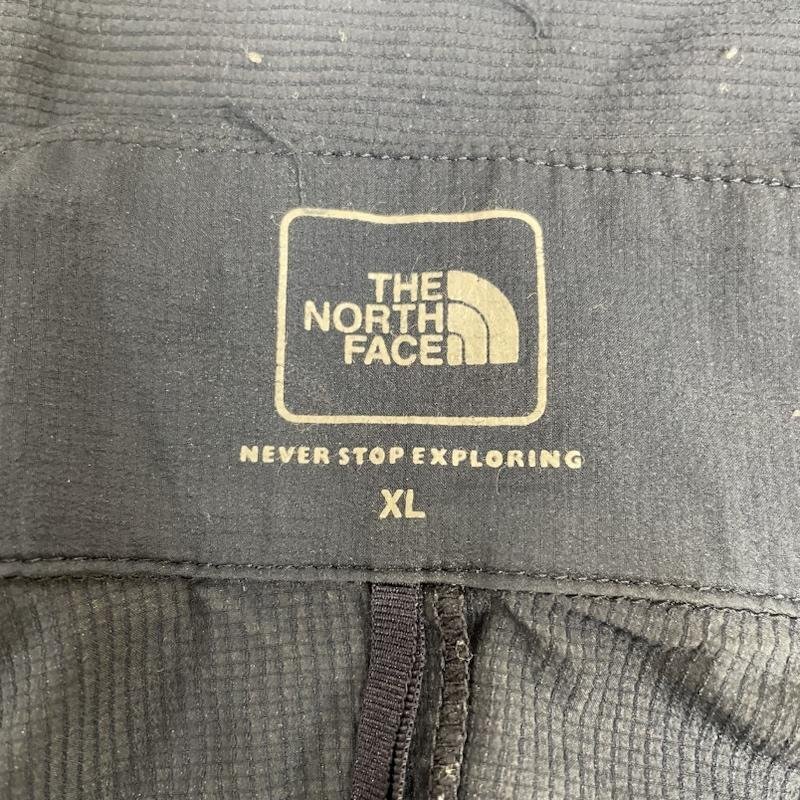 THE
NORTH
FACE
NEVER STOP EXPLORING
XL